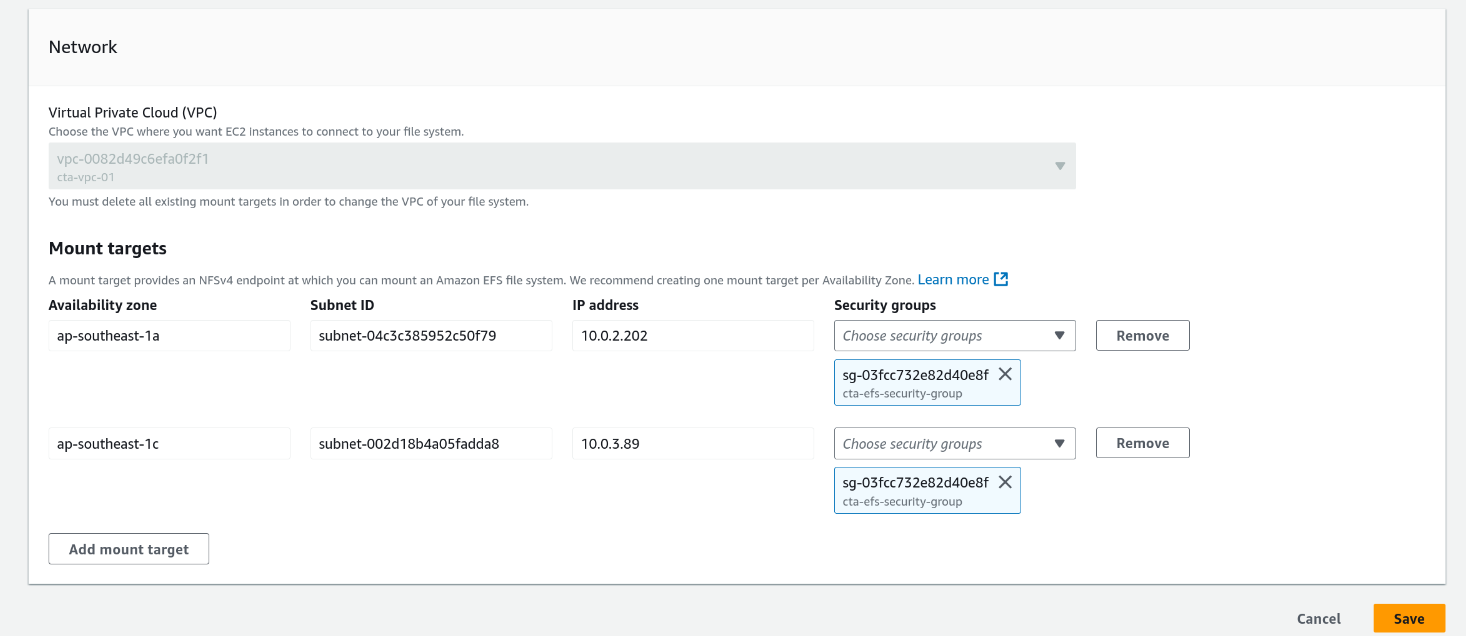 Network
Virtual Private Cloud (VPC)
Choose the VPC where you want EC2 instances to connect to your file system.
vpc-0082d49c6efa0f2f1
cta-vpc-01
You must delete all existing mount targets in order to change the VPC of your file system.
Mount targets
A mount target provides an NFSv4 endpoint at which you can mount an Amazon EFS file system. We recommend creating one mount target per Availability Zone. Learn more
Availability zone Subnet ID IP address Security groups
ap-southeast-1a subnet-04c3c385952c50f79 10.0.2.202 Choose security groups Remove
sg-03fcc732e82d40e8f
cta-efs-security-group
ap-southeast-1c subnet-002d18b4a05fadda8 10.0.3.89 Choose security groups Remove
sg-03fcc732e82d40e8f
cta-efs-security-group
Add mount target
Cancel Save